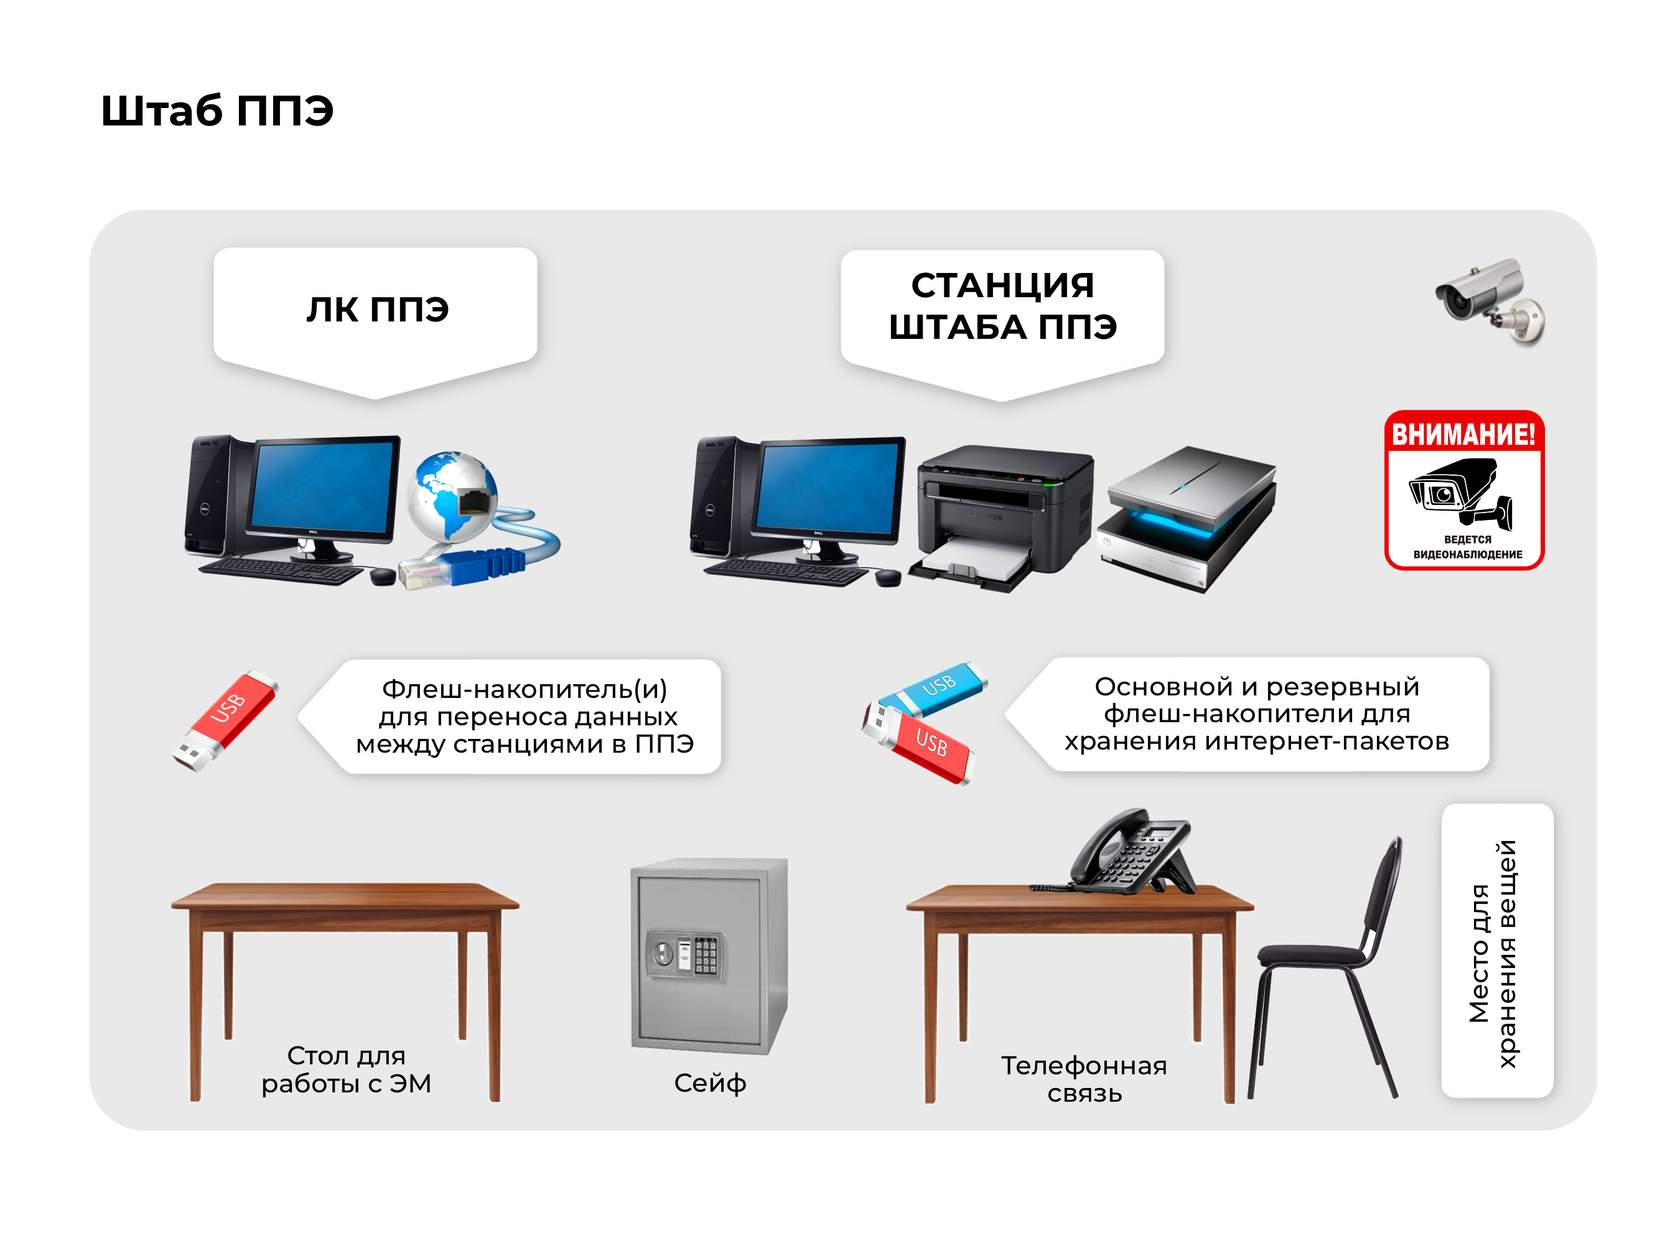 Штаб ППЭ
ЛК ППЭ
СТАНЦИЯ
ШТАБА ППЭ
ВНИМАНИЕ!
ВЕДЕТСЯ
ВИДЕОНАБЛЮДЕНИЕ
USB
Флеш-накопитель(и)
для переноса данных
между станциями в ППЭ
USB
USB
Основной и резервный
флеш-накопители для
хранения интернет-пакетов
Стол для
работы с ЭМ
Сейф
Телефонная
связь
Место для
хранения вещей